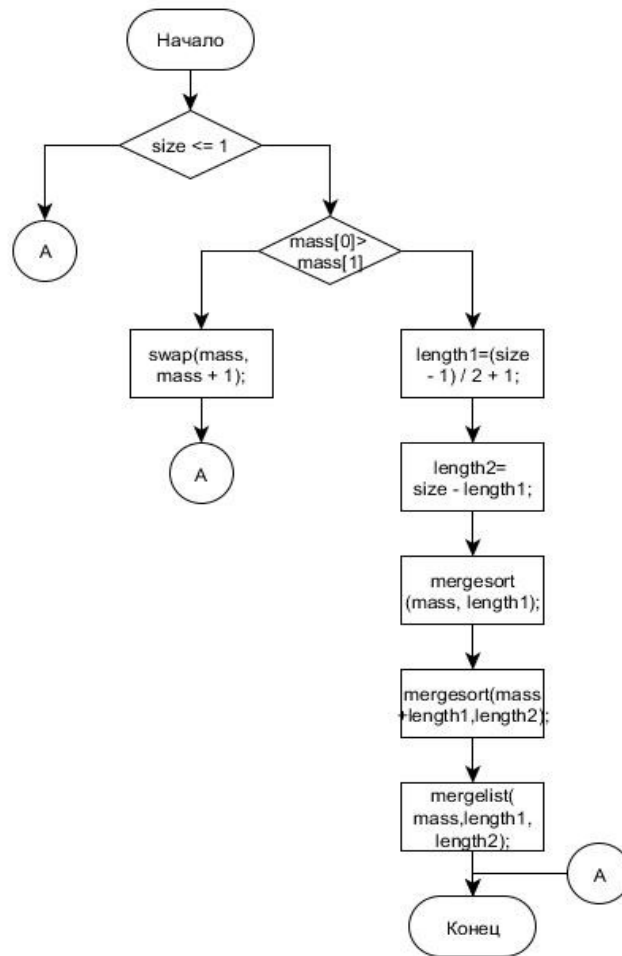 Начало
size <= 1
A
mass[0]>
mass[1]
swap(mass,
mass + 1);
A
length1=(size
- 1) / 2 + 1;
length2=
size - length1;
mergesort
(mass, length1);
mergesort(mass
+length1,length2);
mergelist(
mass,length1,
length2);
A
Конец